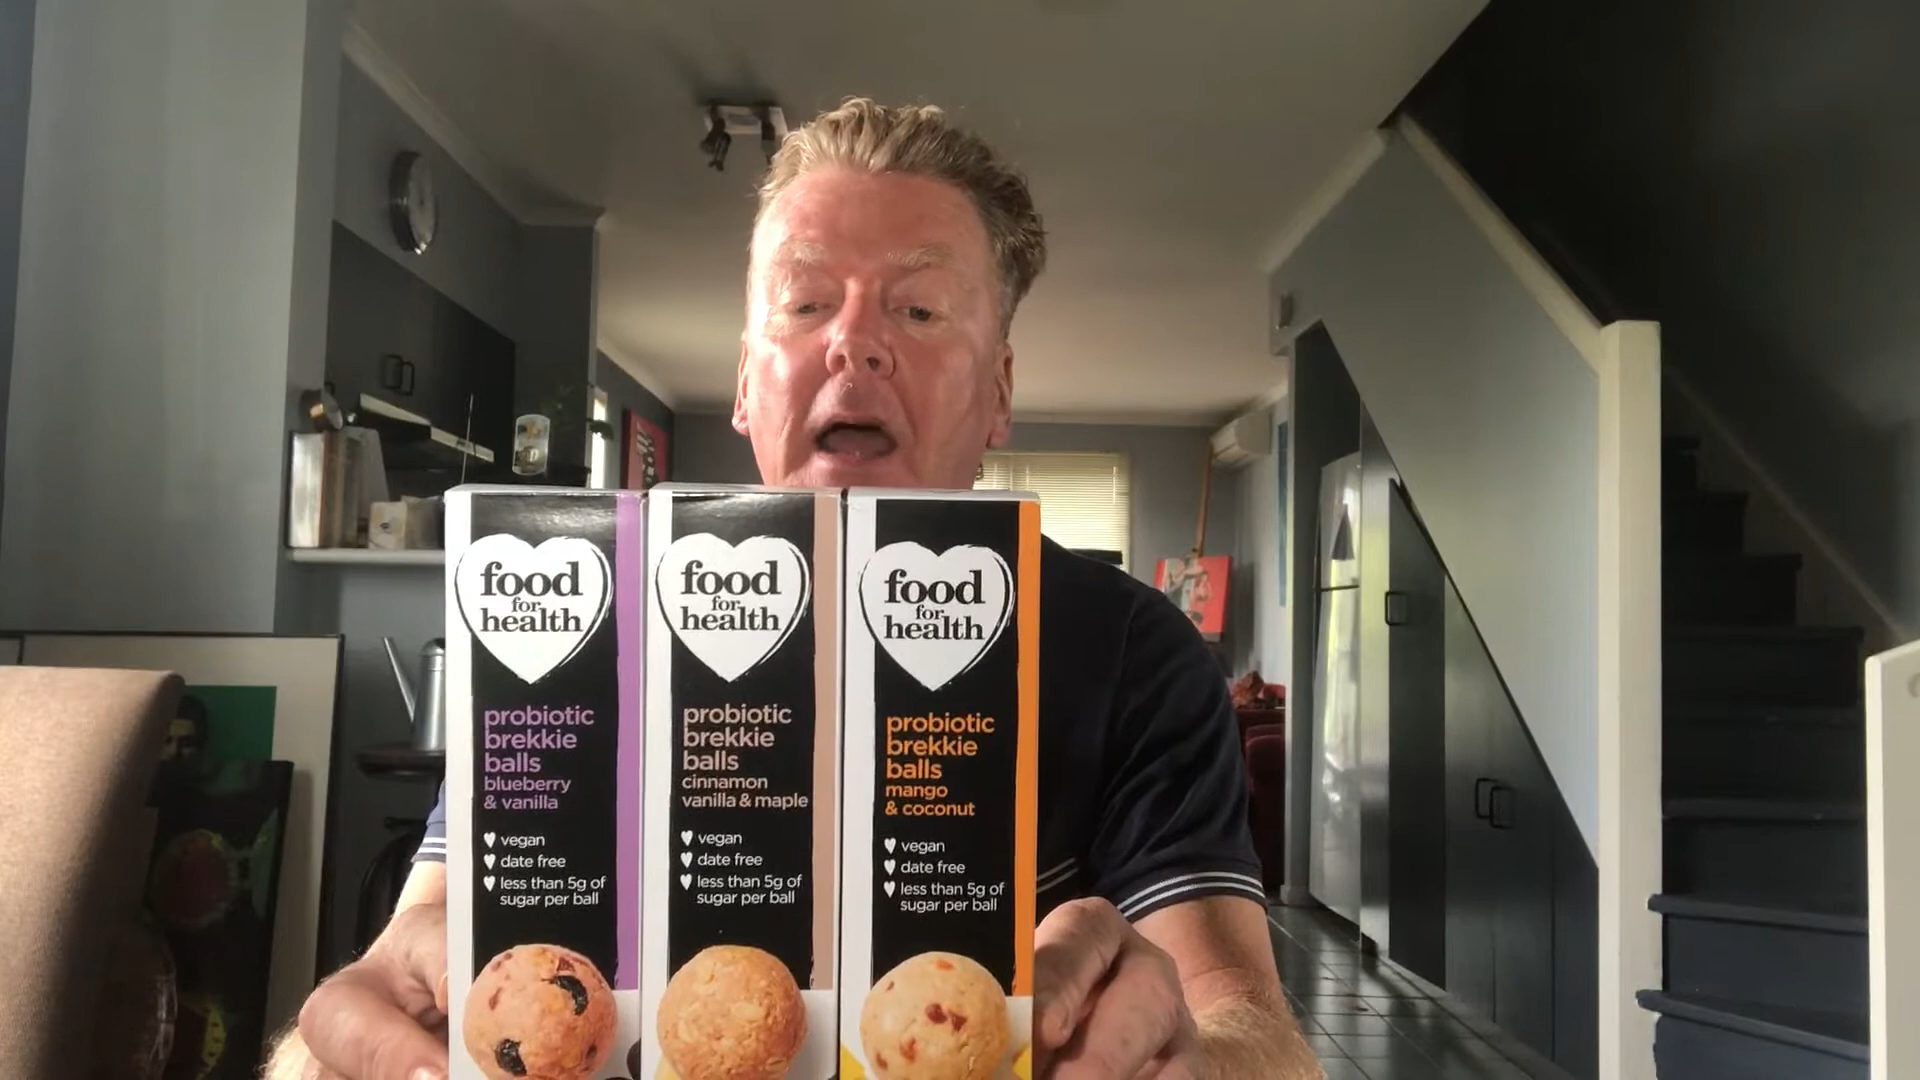 food
for
health
probiotic
brekkie
balls
blueberry
& vanilla
vegan
date free
less than 5g of
sugar per ball
food
for
health
probiotic
brekkie
balls
cinnamon
vanilla & maple
vegan
date free
less than 5g of
sugar per ball
food
for
health
probiotic
brekkie
balls
mango
& coconut
vegan
date free
less than 5g of
sugar per ball